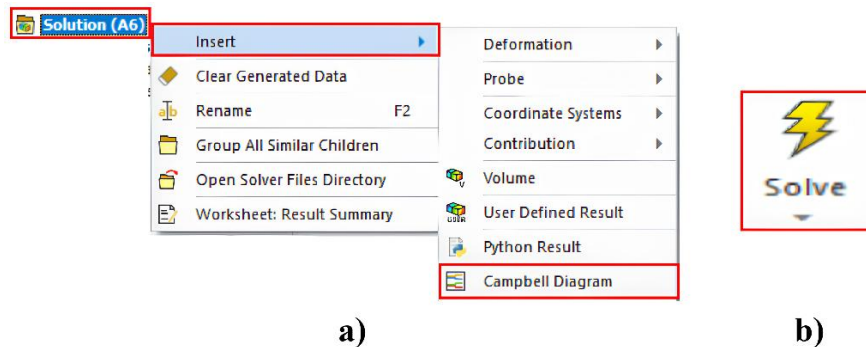 Solution (A6)
Insert
Clear Generated Data
Rename F2
Group All Similar Children
Open Solver Files Directory
Worksheet: Result Summary
Deformation
Probe
Coordinate Systems
Contribution
Volume
User Defined Result
Python Result
Campbell Diagram
Solve
a)
b)